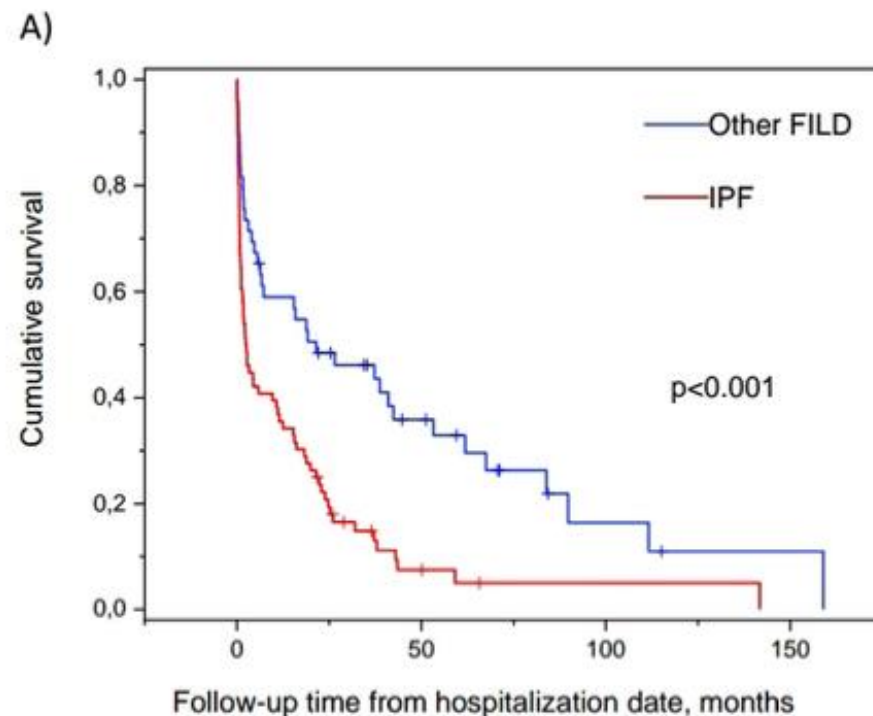 A)
1,0
Other FILD
0,8
IPF
0,6
Cumulative survival
p<0.001
0,4
0,2
0,0
0
50
100
150
Follow-up time from hospitalization date, months